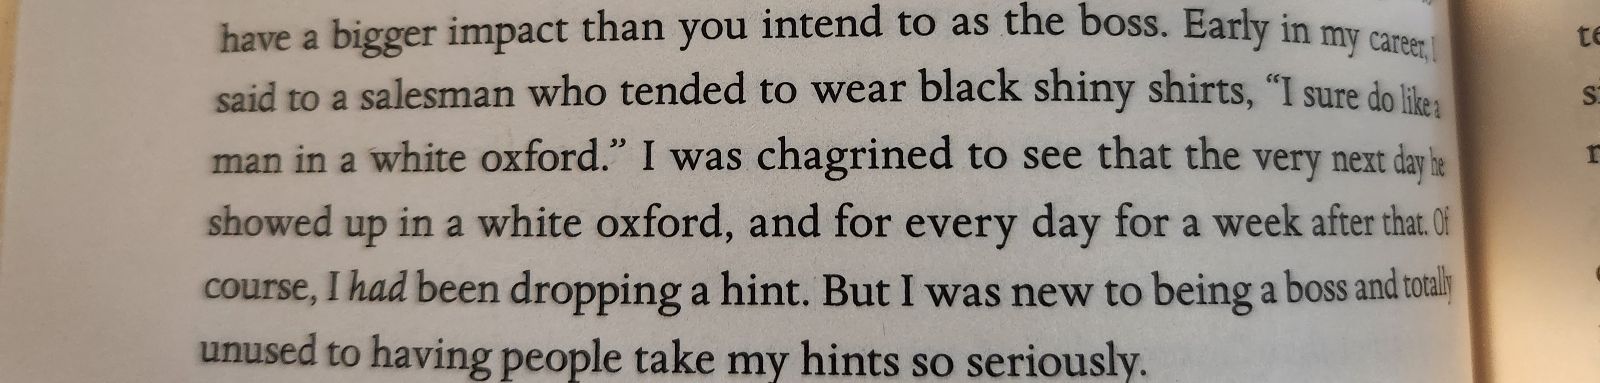 have a bigger impact than you intend to as the boss. Early in my career, I
said to a salesman who tended to wear black shiny shirts, “I sure do like a
man in a white oxford.” I was chagrined to see that the very next day he
showed up in a white oxford, and for every day for a week after that. Of
course, I had been dropping a hint. But I was new to being a boss and totally
unused to having people take my hints so seriously.